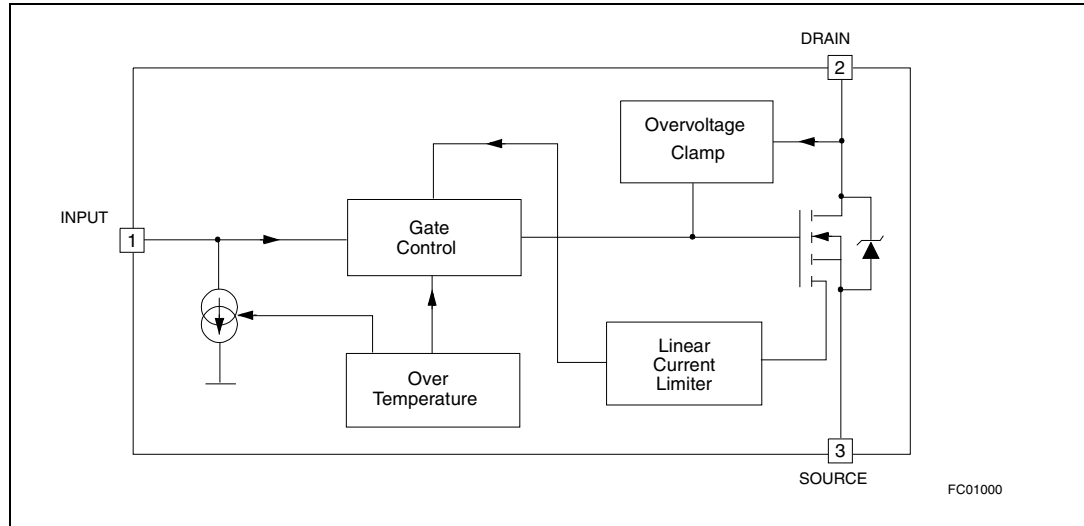 DRAIN
2
Overvoltage
Clamp
INPUT
1
Gate
Control
Linear
Current
Limiter
Over
Temperature
3
SOURCE
FC01000